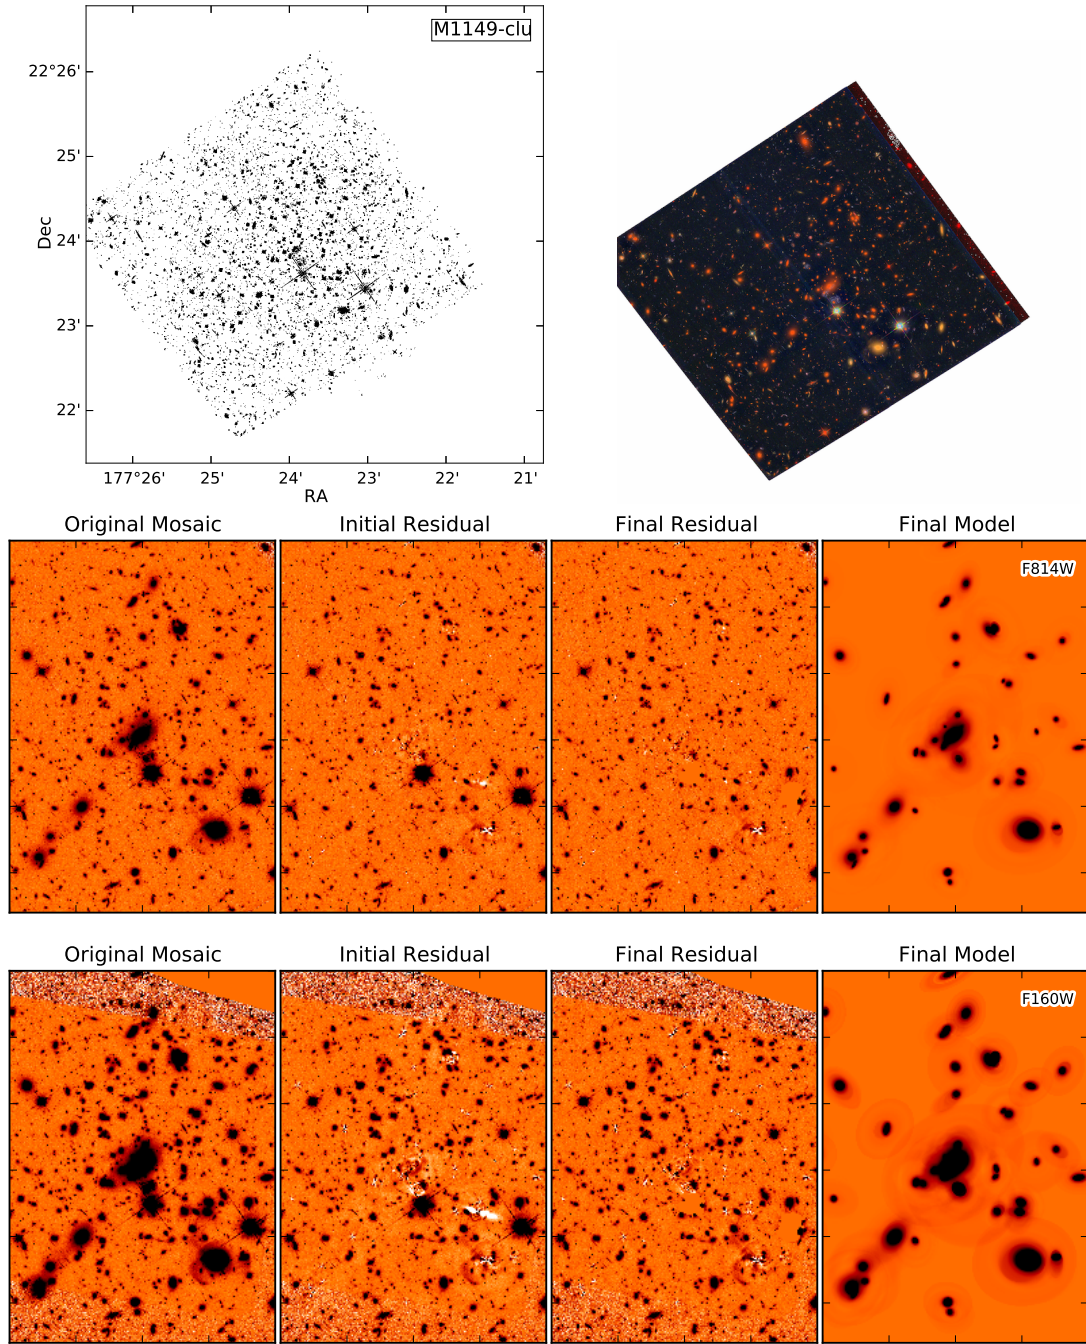 M1149-clu
22°26'
25'
24'
23'
22'
Dec
177°26' 25' 24' 23' 22' 21'
RA
Original Mosaic Initial Residual Final Residual Final Model
F814W
Original Mosaic Initial Residual Final Residual Final Model
F160W